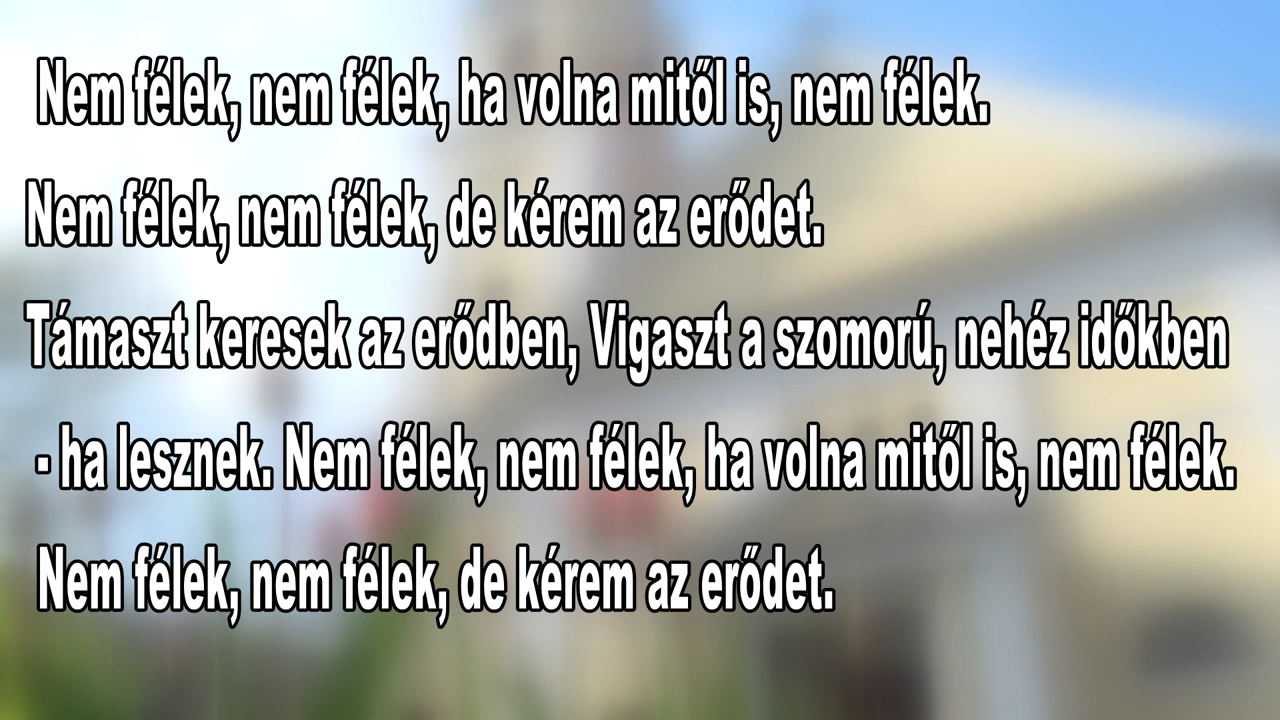 Nem félek, nem félek, ha volna mitől is, nem félek.
Nem félek, nem félek, de kérem az erődet.
Támaszt keresek az erődben, Vigaszt a szomorú, nehéz időkben
- ha lesznek. Nem félek, nem félek, ha volna mitől is, nem félek.
Nem félek, nem félek, de kérem az erődet.